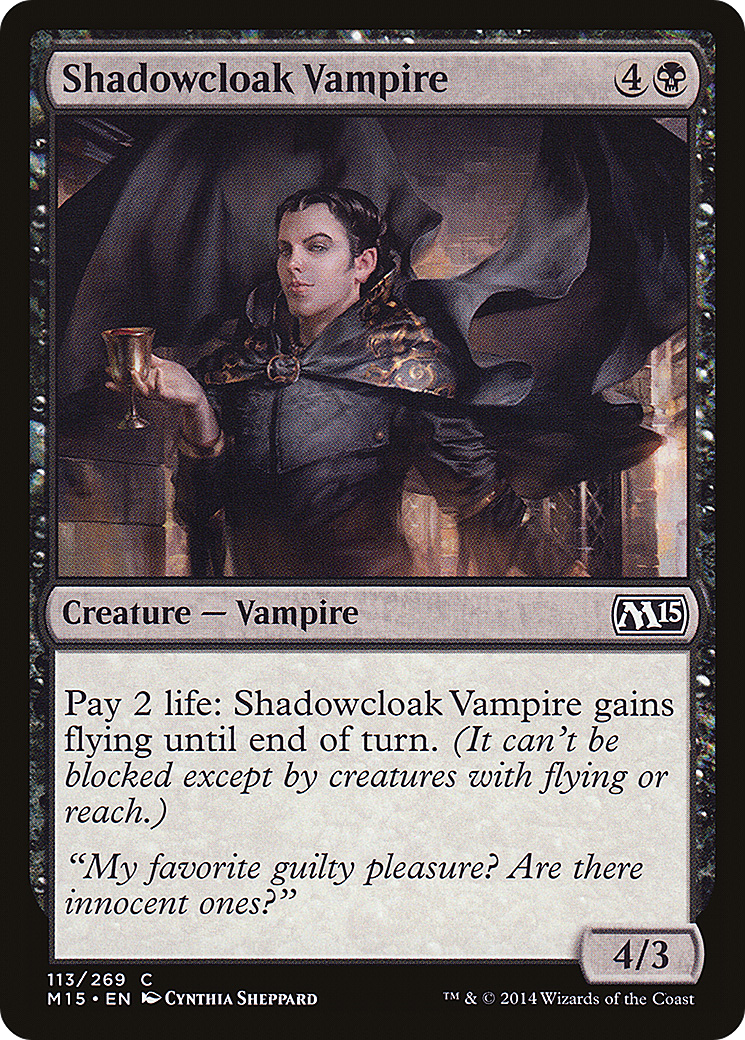 Shadowcloak Vampire 4
Creature — Vampire M15
Pay 2 life: Shadowcloak Vampire gains
flying until end of turn. (It can't be
blocked except by creatures with flying or
reach.)
"My favorite guilty pleasure? Are there
innocent ones?"
4/3
113/269 C
M15 • EN Cynthia Sheppard
™ & © 2014 Wizards of the Coast